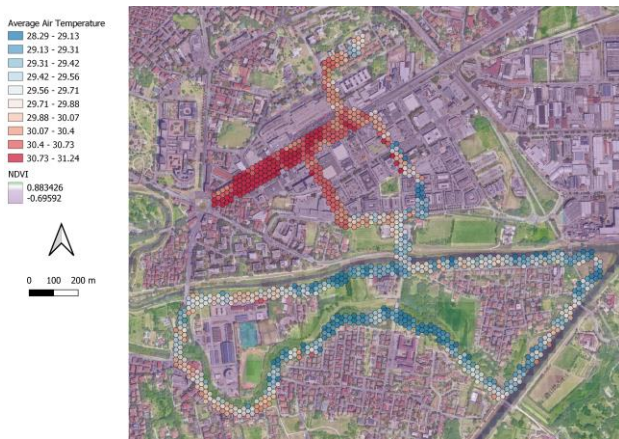 Average Air Temperature
28.29 - 29.13
29.13 - 29.31
29.31 - 29.42
29.42 - 29.56
29.56 - 29.71
29.71 - 29.88
29.88 - 30.07
30.07 - 30.4
30.4 - 30.73
30.73 - 31.24
NDVI
0.883426
-0.69592
0 100 200 m